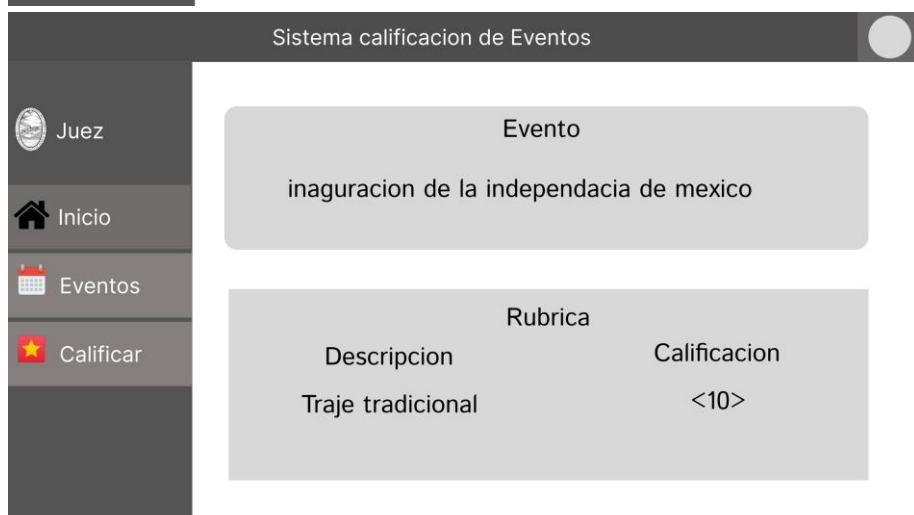 Sistema calificacion de Eventos
Juez
Inicio
Eventos
Calificar
Evento
inaguracion de la independacia de mexico
Rubrica
Descripcion Calificacion
Traje tradicional <10>